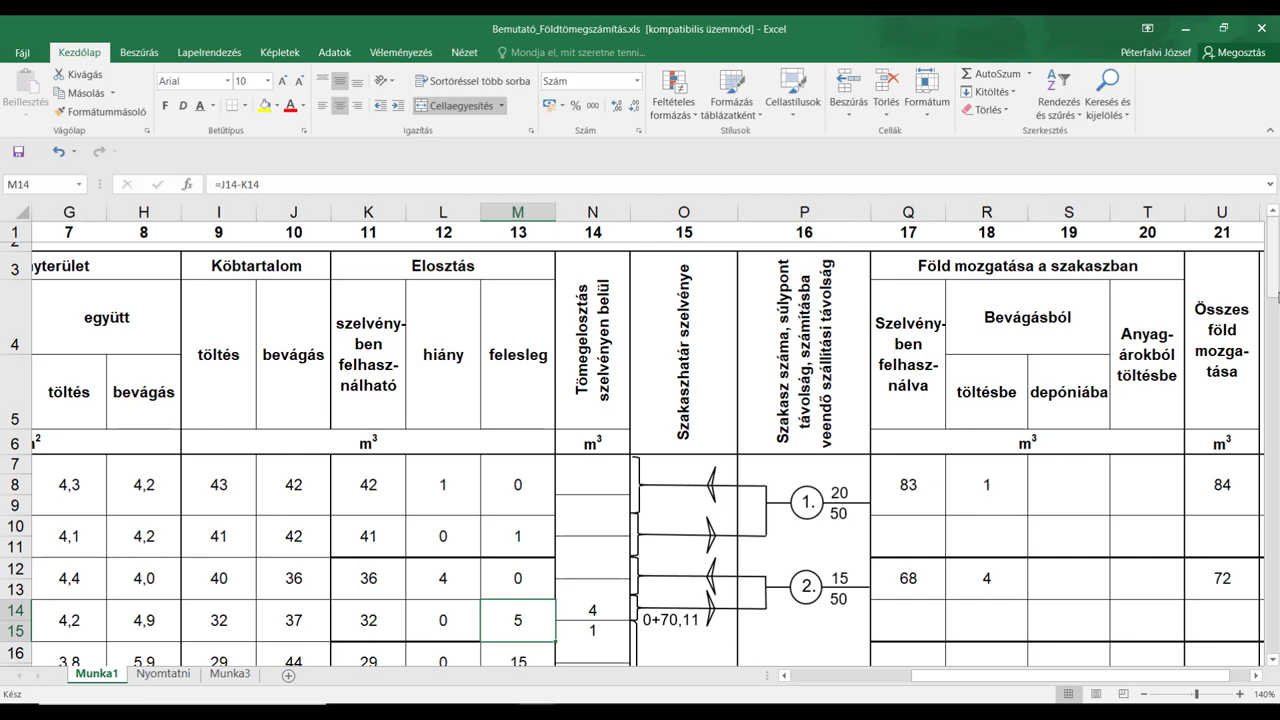 Bemutató_Földtömegszámítás.xls [kompatibilis üzemmód] - Excel
Fájl Kezdőlap Beszúrás Lapelrendezés Képletek Adatok Véleményezés Nézet Mondja el, mit szeretne tenni... Péterfalvi József Megosztás
Beillesztés Kivágás Másolás Formátummásoló Vágólap
Arial 10 F D A Betűtípus
Sortöréssel több sorba Cellaegyesítés Igazítás
Szám % 000 Szám
Feltételes formázás Formázás táblázatként Cellastílusok Stílusok
Beszúrás Törlés Formátum Cellák
AutoSzum Kitöltés Törlés Rendezés és szűrés Keresés és kijelölés Szerkesztés
M14 fx =J14-K14
G H I J K L M N O P Q R S T U
1 7 8 9 10 11 12 13 14 15 16 17 18 19 20 21
2
3 nyterület Köbtartalom Elosztás Tömegelosztás szelvényen belül Szakaszhatár szelvénye Szakasz száma, súlypont távolság, számításba veendő szállítási távolság Föld mozgatása a szakaszban Összes föld mozga- tása
4 együtt töltés bevágás szelvény- ben felhasz- nálható hiány felesleg Szelvény- ben felhasz- nálva Bevágásból Anyag- árokból töltésbe
5 töltés bevágás töltésbe depóniába
6 m² m³ m³ m³ m³
7
8 4,3 4,2 43 42 42 1 0 1. 20 50 83 1 84
9
10 4,1 4,2 41 42 41 0 1
11
12 4,4 4,0 40 36 36 4 0 2. 15 50 68 4 72
13
14 4,2 4,9 32 37 32 0 5 4
15 1 0+70,11
16 3,8 5,9 29 44 29 0 15
Munka1 Nyomtatni Munka3
Kész 140%